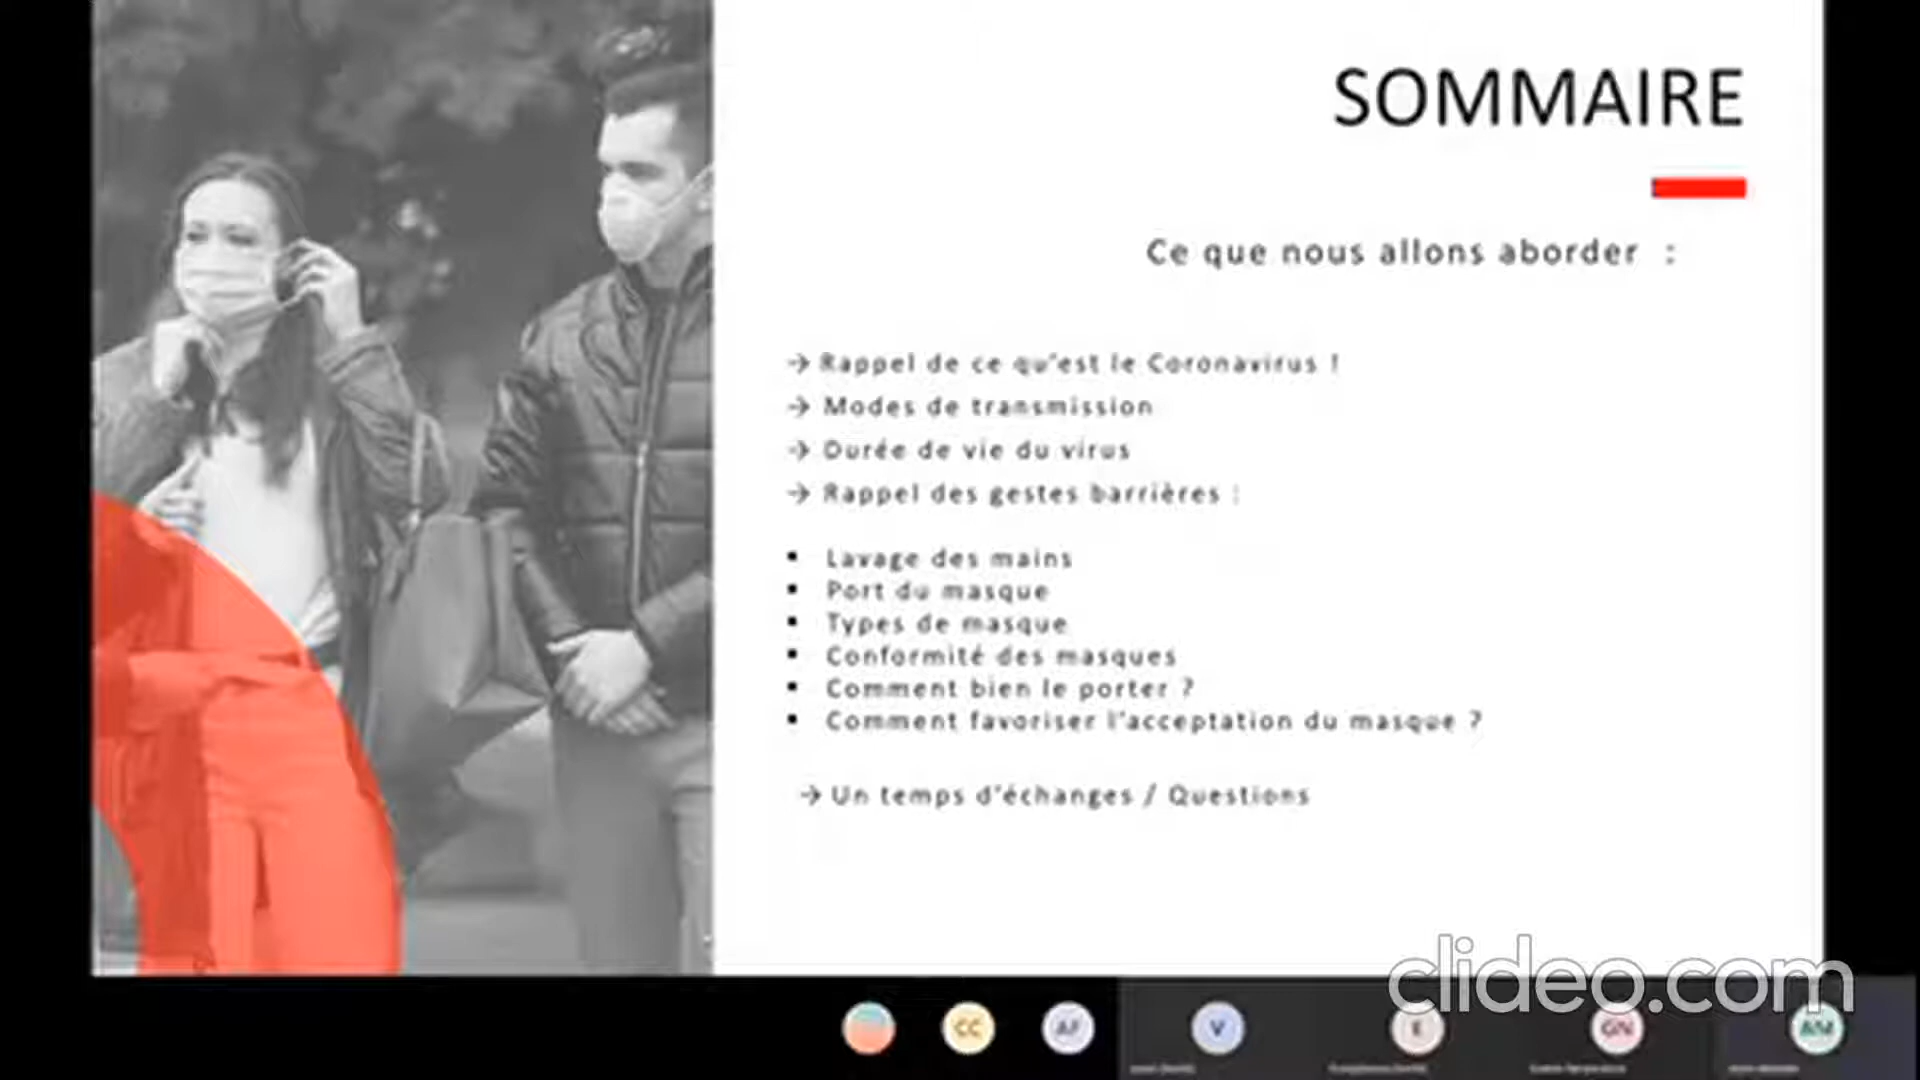 SOMMAIRE
Ce que nous allons aborder :
→ Rappel de ce qu'est le Coronavirus !
→ Modes de transmission
→ Durée de vie du virus
→ Rappel des gestes barrières :
▪ Lavage des mains
▪ Port du masque
▪ Types de masque
▪ Conformité des masques
▪ Comment bien le porter ?
▪ Comment favoriser l'acceptation du masque ?
→ Un temps d'échanges / Questions
clideo.com
CC AF V E GN AM